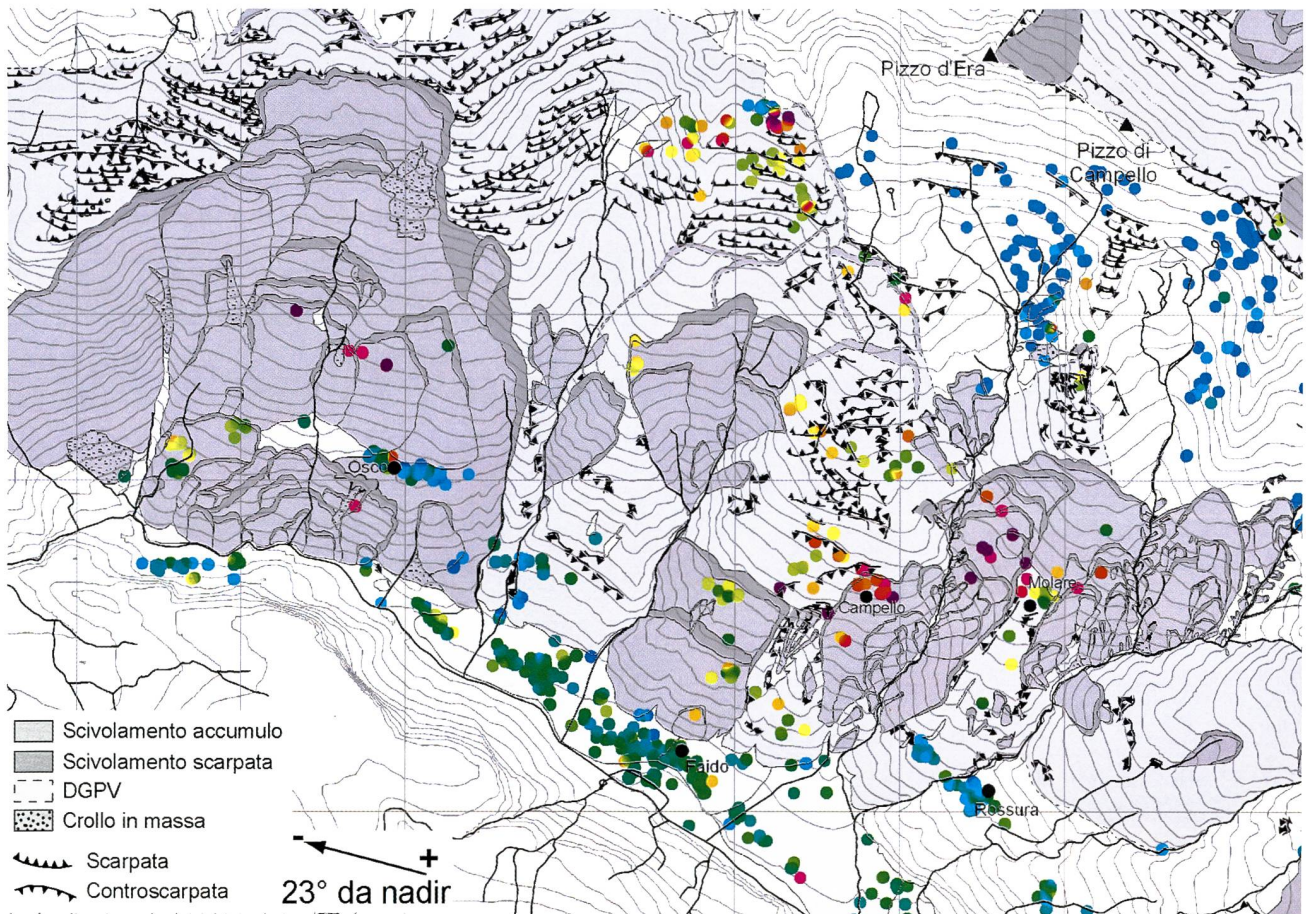 Pizzo d'Era
Pizzo di
Campello
Osco
Campello
Molare
Faido
Rossura
Scivolamento accumulo
Scivolamento scarpata
DGPV
Crollo in massa
Scarpata
Controscarpata
- +
23° da nadir